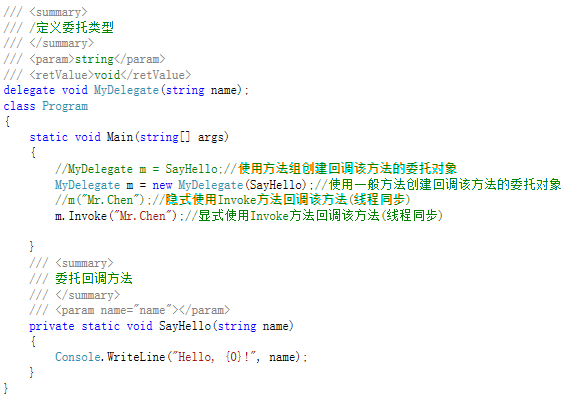 /// <summary>
/// /定义委托类型
/// </summary>
/// <param>string</param>
/// <retValue>void</retValue>
delegate void MyDelegate(string name);
class Program
{
    static void Main(string[] args)
    {
        //MyDelegate m = SayHello;//使用方法组创建回调该方法的委托对象
        MyDelegate m = new MyDelegate(SayHello);//使用一般方法创建回调该方法的委托对象
        //m("Mr.Chen");//隐式使用Invoke方法回调该方法(线程同步)
        m.Invoke("Mr.Chen");//显式使用Invoke方法回调该方法(线程同步)

    }
    /// <summary>
    /// 委托回调方法
    /// </summary>
    /// <param name="name"></param>
    private static void SayHello(string name)
    {
        Console.WriteLine("Hello, {0}!", name);
    }
}